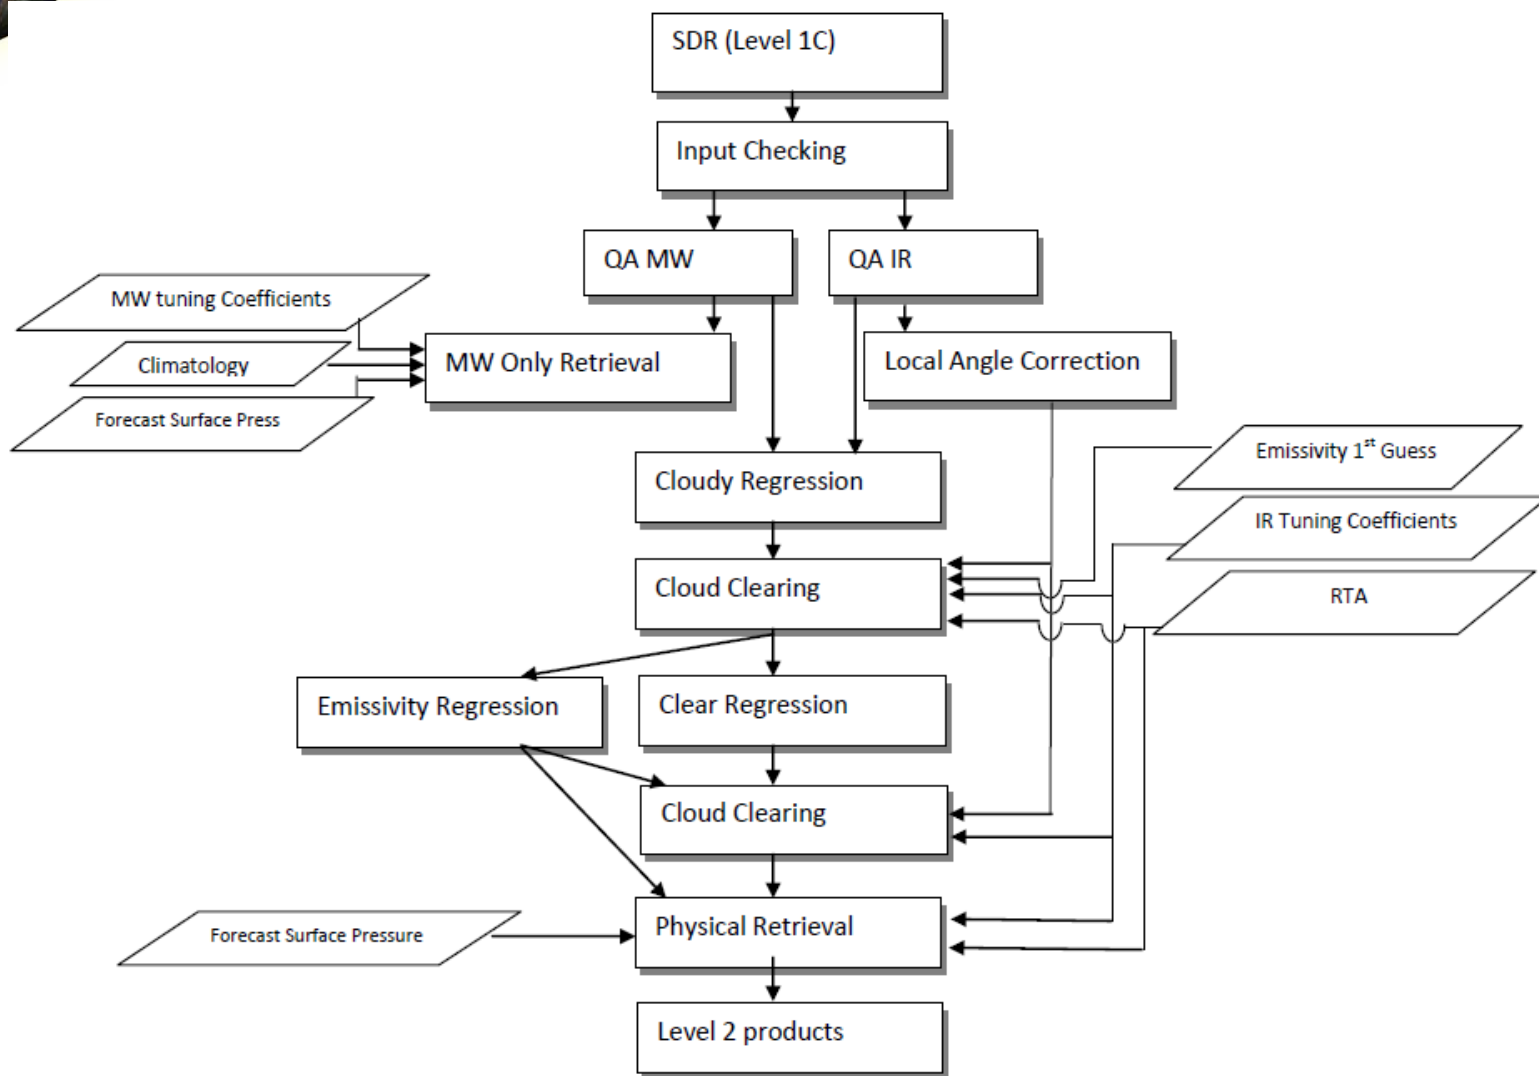 SDR (Level 1C)
Input Checking
QA MW
QA IR
MW tuning Coefficients
MW Only Retrieval
Local Angle Correction
Climatology
Forecast Surface Press
Emissivity 1st Guess
Cloudy Regression
IR Tuning Coefficients
Cloud Clearing
RTA
Emissivity Regression
Clear Regression
Cloud Clearing
Physical Retrieval
Forecast Surface Pressure
Level 2 products